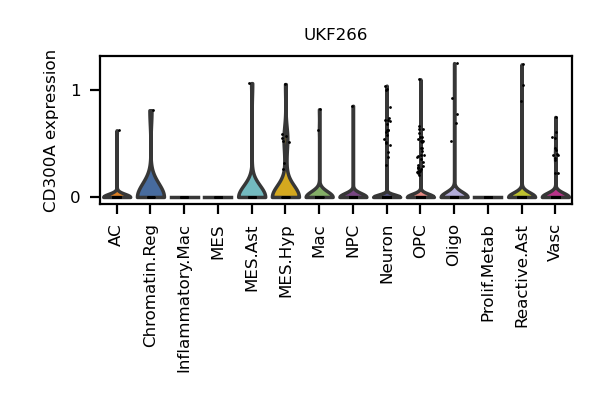 UKF266
CD300A expression
1
0
AC
Chromatin.Reg
Inflammatory.Mac
MES
MES.Ast
MES.Hyp
Mac
NPC
Neuron
OPC
Oligo
Prolif.Metab
Reactive.Ast
Vasc